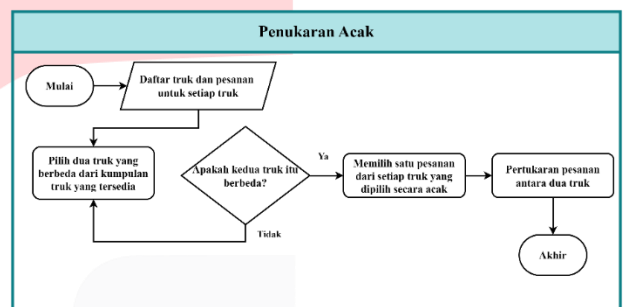 Penukaran Acak
Mulai
Daftar truk dan pesanan
untuk setiap truk
Pilih dua truk yang
berbeda dari kumpulan
truk yang tersedia
Apakah kedua truk itu
berbeda?
Ya
Tidak
Memilih satu pesanan
dari setiap truk yang
dipilih secara acak
Pertukaran pesanan
antara dua truk
Akhir